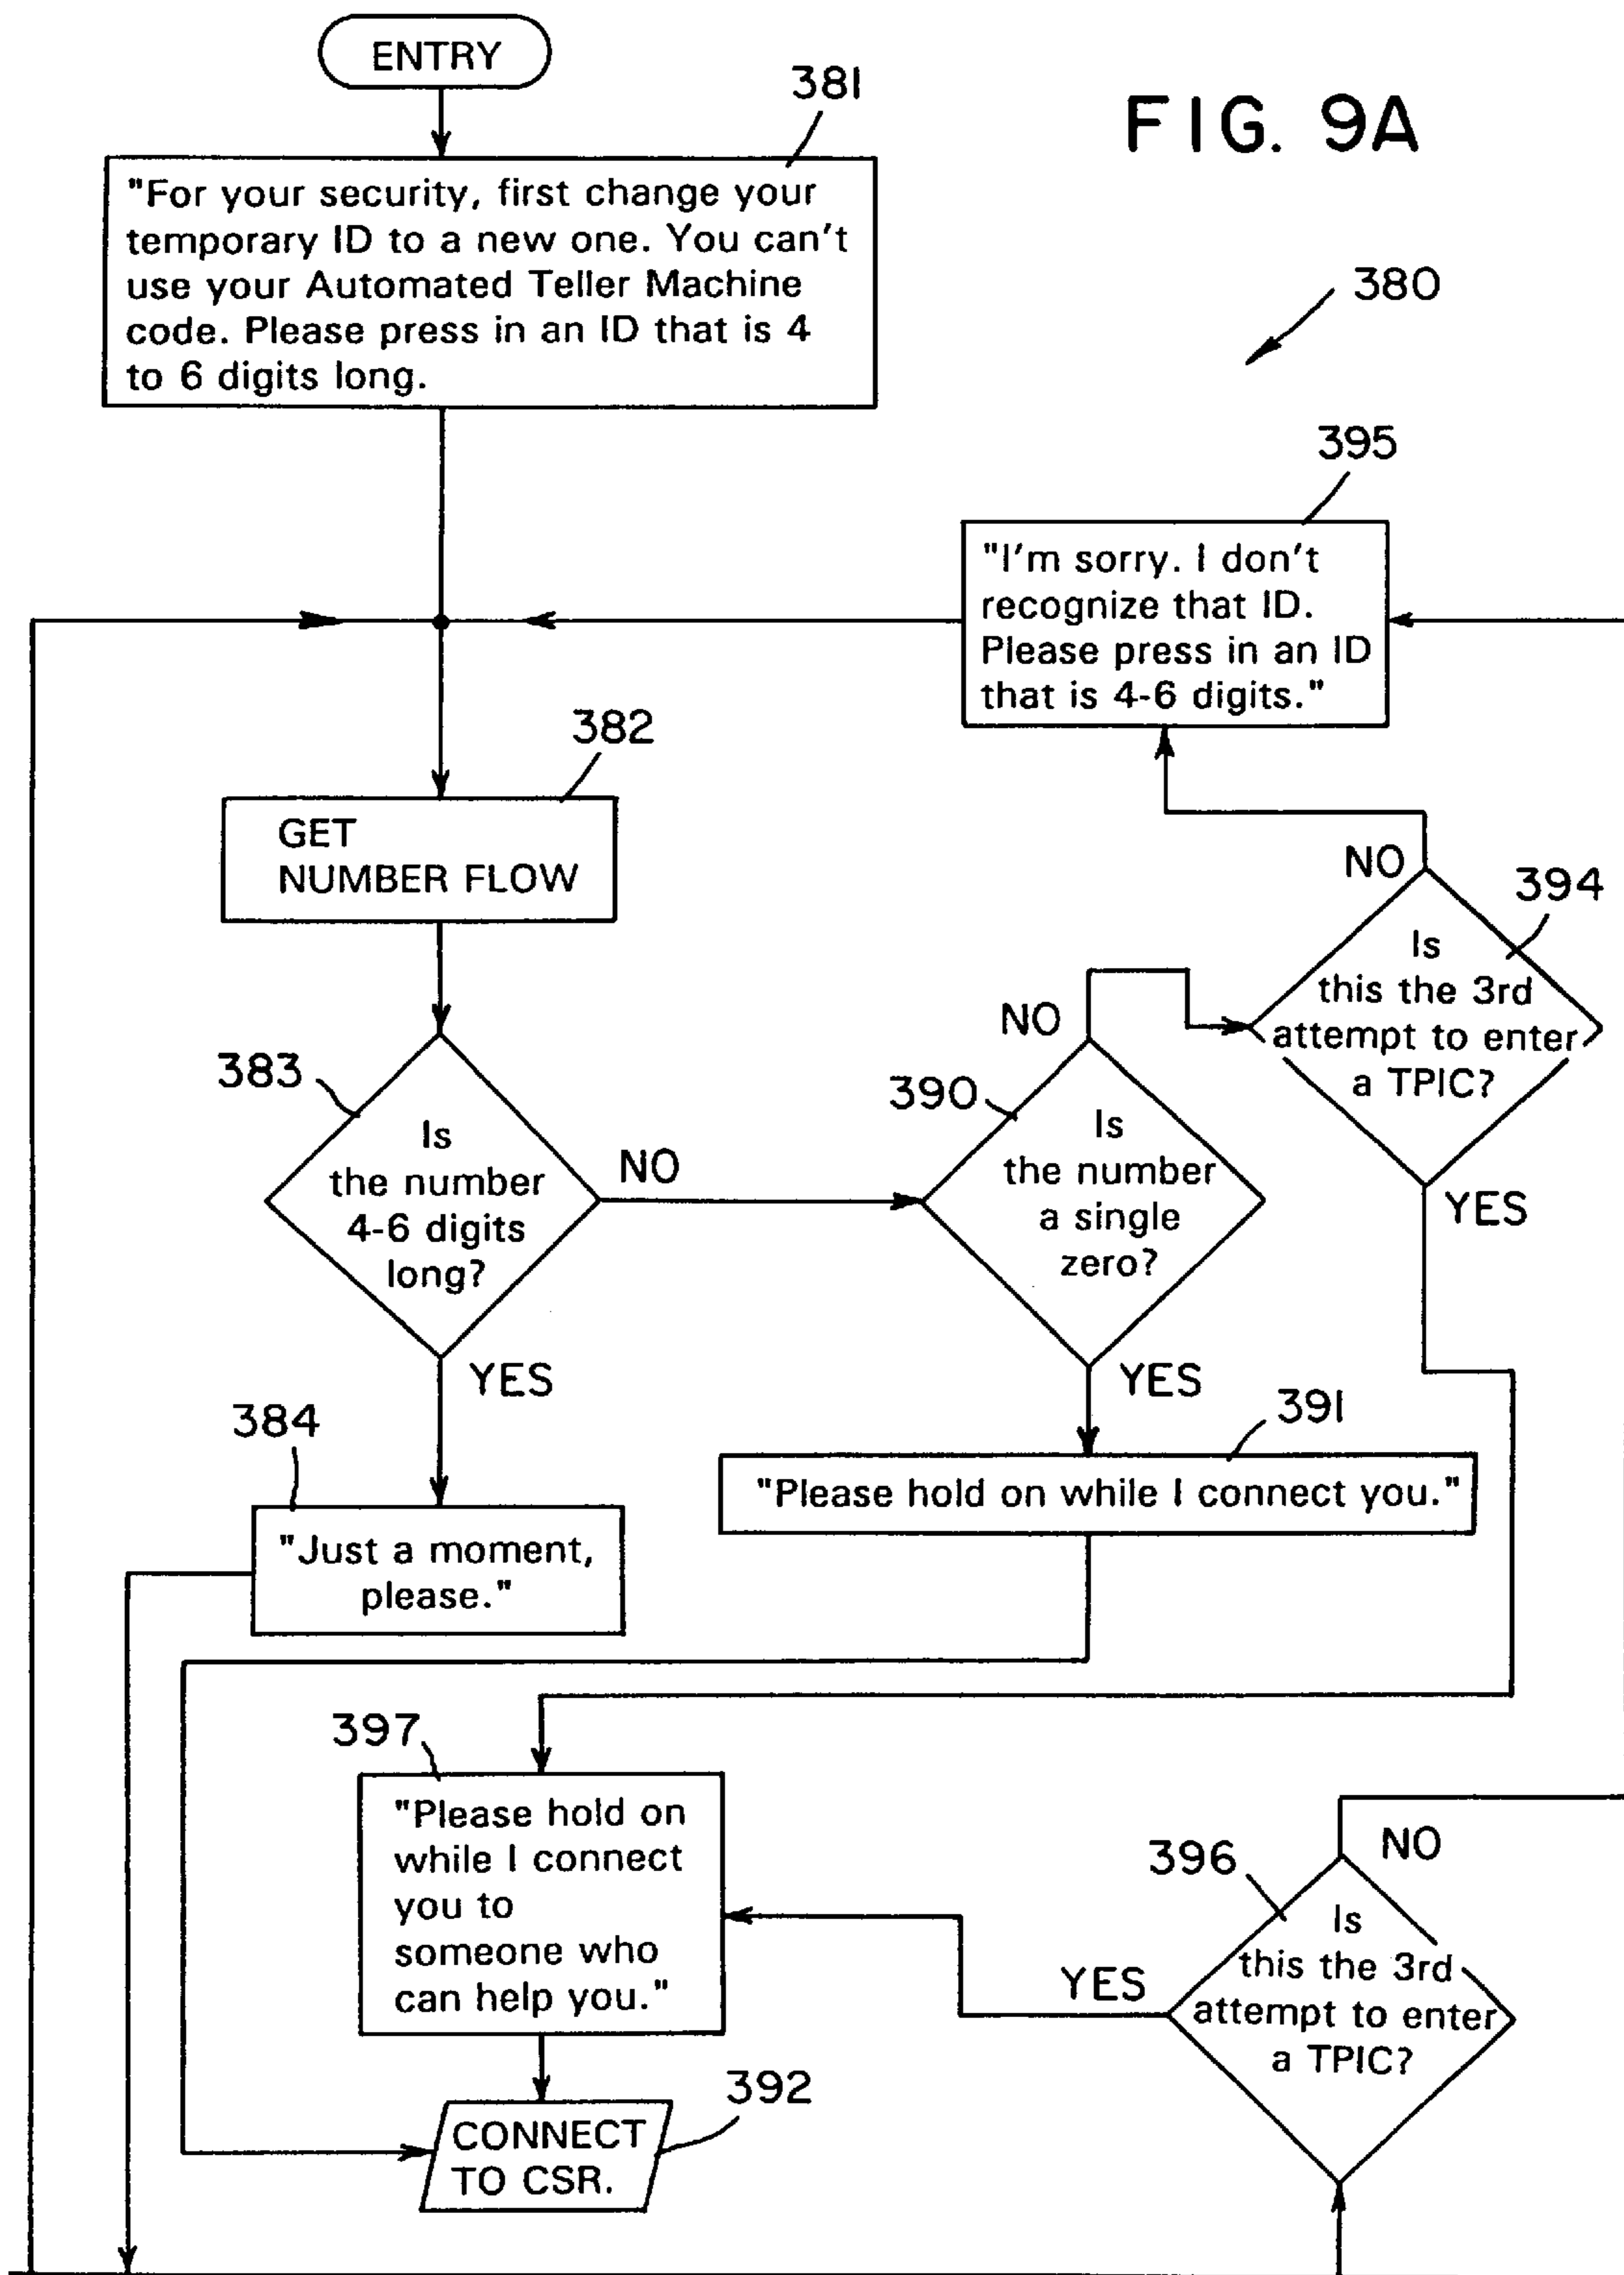 ENTRY
381
FIG. 9A
"For your security, first change your
temporary ID to a new one. You can't
use your Automated Teller Machine
code. Please press in an ID that is 4
to 6 digits long.
380
395
"I'm sorry. I don't
recognize that ID.
Please press in an ID
that is 4-6 digits."
382
GET
NUMBER FLOW
NO
394
Is
this the 3rd
attempt to enter
a TPIC?
YES
383
Is
the number
4-6 digits
long?
NO
YES
390
NO
Is
the number
a single
zero?
YES
384
"Just a moment,
please."
391
"Please hold on while I connect you."
397
"Please hold on
while I connect
you to
someone who
can help you."
396
NO
Is
this the 3rd
attempt to enter
a TPIC?
YES
392
CONNECT
TO CSR.